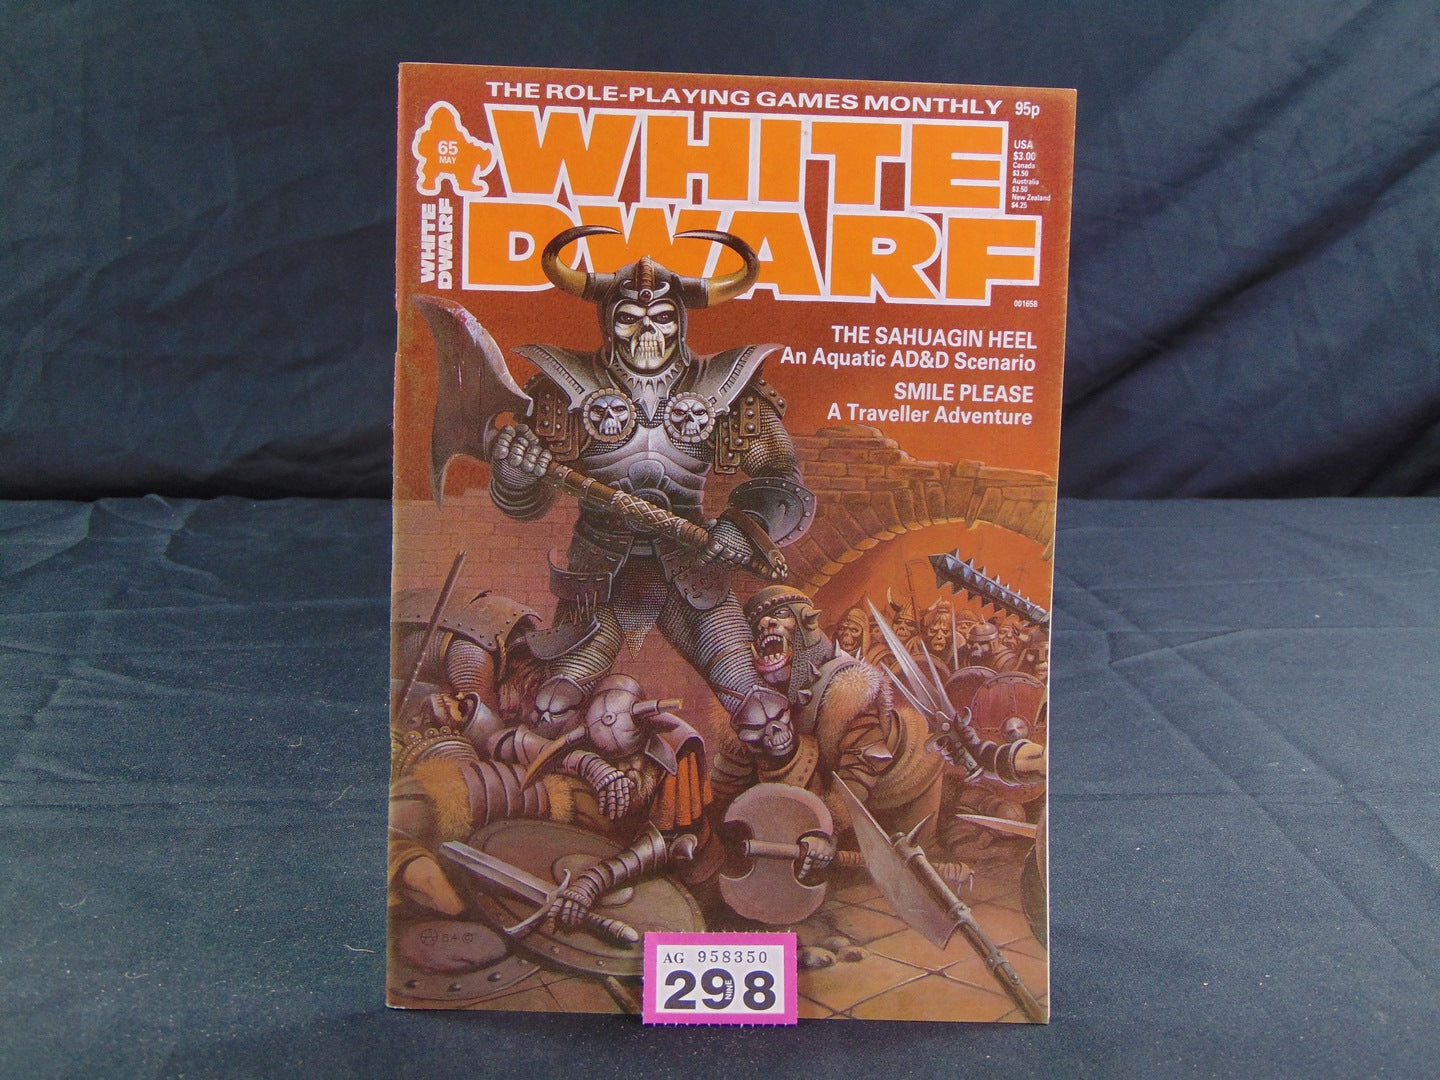 THE ROLE-PLAYING GAMES MONTHLY
95p
65
MAY
WHITE
DWARF
WHITE
DWARF
USA
$3.00
Canada
$3.50
Australia
$3.50
New Zealand
$4.25
001658
THE SAHUAGIN HEEL
An Aquatic AD&D Scenario
SMILE PLEASE
A Traveller Adventure
84 ©
AG 958350
298
NINE